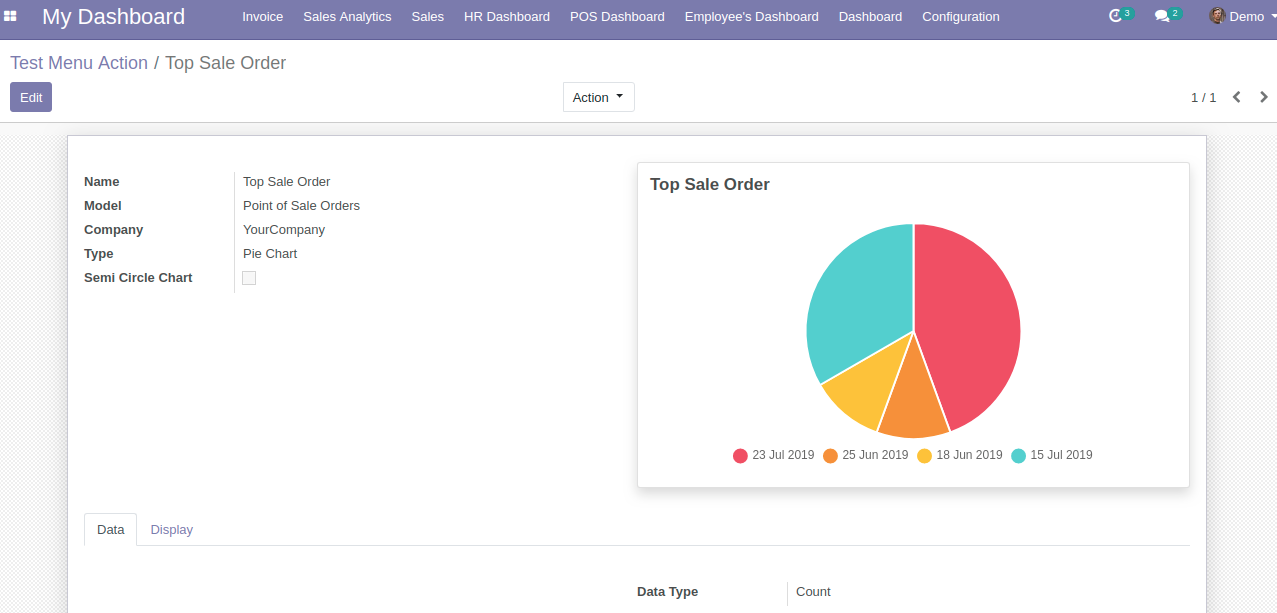 My Dashboard Invoice Sales Analytics Sales HR Dashboard POS Dashboard Employee's Dashboard Dashboard Configuration 3 2 Demo
Test Menu Action / Top Sale Order
Edit Action 1 / 1
Name Top Sale Order
Model Point of Sale Orders
Company YourCompany
Type Pie Chart
Semi Circle Chart
Top Sale Order
23 Jul 2019 25 Jun 2019 18 Jun 2019 15 Jul 2019
Data Display
Data Type Count